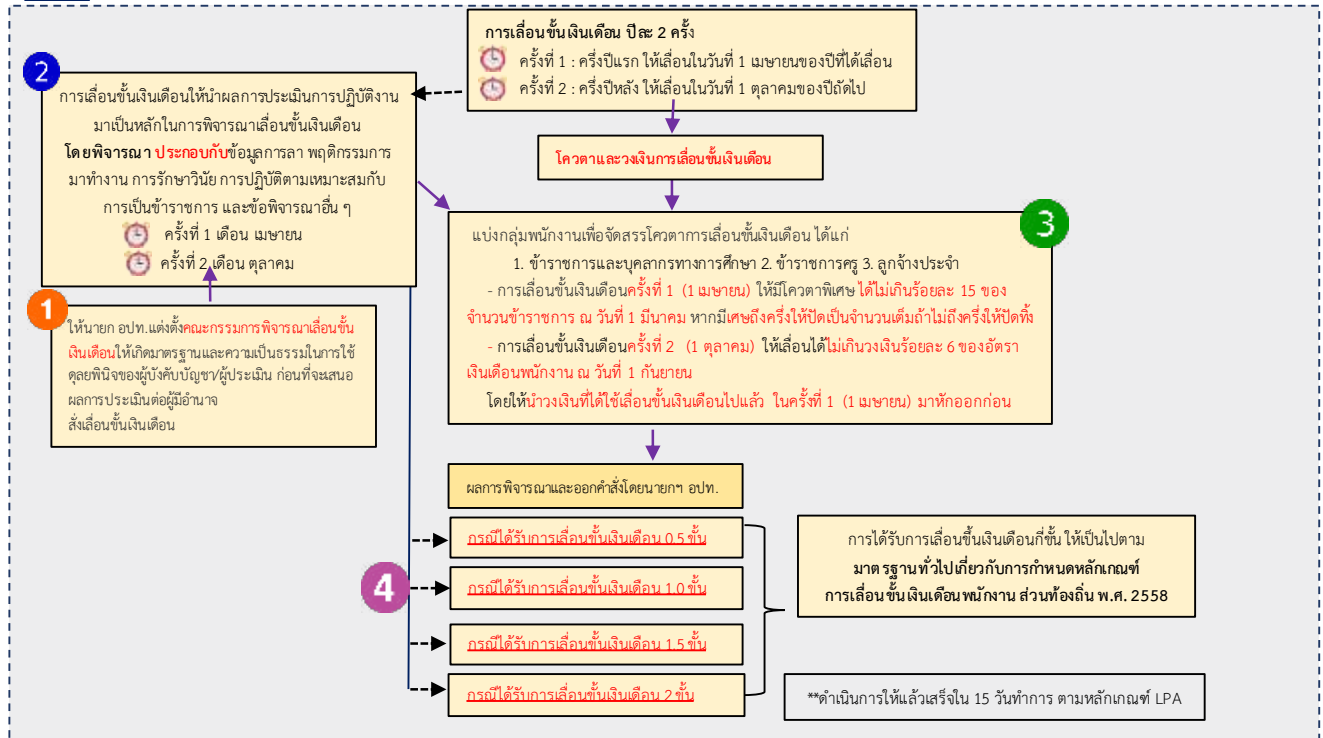 การเลื่อนขั้นเงินเดือน ปีละ 2 ครั้ง
ครั้งที่ 1 : ครึ่งปีแรก ให้เลื่อนในวันที่ 1 เมษายนของปีที่ได้เลื่อน
ครั้งที่ 2 : ครึ่งปีหลัง ให้เลื่อนในวันที่ 1 ตุลาคมของปีถัดไป
2
การเลื่อนขั้นเงินเดือนให้นำผลการประเมินการปฏิบัติงาน
มาเป็นหลักในการพิจารณาเลื่อนขั้นเงินเดือน
โดยพิจารณา ประกอบกับข้อมูลการลา พฤติกรรมการ
มาทำงาน การรักษาวินัย การปฏิบัติตามเหมาะสมกับ
การเป็นข้าราชการ และข้อพิจารณาอื่น ๆ
ครั้งที่ 1 เดือน เมษายน
ครั้งที่ 2 เดือน ตุลาคม
โควตาและวงเงินการเลื่อนขั้นเงินเดือน
3
แบ่งกลุ่มพนักงานเพื่อจัดสรรโควตาการเลื่อนขั้นเงินเดือน ได้แก่
1. ข้าราชการและบุคลากรทางการศึกษา 2. ข้าราชการครู 3. ลูกจ้างประจำ
- การเลื่อนขั้นเงินเดือนครั้งที่ 1 (1 เมษายน) ให้มีโควตาพิเศษ ได้ไม่เกินร้อยละ 15 ของ
จำนวนข้าราชการ ณ วันที่ 1 มีนาคม หากมีเศษถึงครึ่งให้ปัดเป็นจำนวนเต็มถ้าไม่ถึงครึ่งให้ปัดทิ้ง
- การเลื่อนขั้นเงินเดือนครั้งที่ 2 (1 ตุลาคม) ให้เลื่อนได้ไม่เกินวงเงินร้อยละ 6 ของอัตรา
เงินเดือนพนักงาน ณ วันที่ 1 กันยายน
โดยให้นำวงเงินที่ได้ใช้เลื่อนขั้นเงินเดือนไปแล้ว ในครั้งที่ 1 (1 เมษายน) มาหักออกก่อน
1
ให้นายก อปท.แต่งตั้งคณะกรรมการพิจารณาเลื่อนขั้น
เงินเดือนให้เกิดมาตรฐานและความเป็นธรรมในการใช้
ดุลยพินิจของผู้บังคับบัญชา/ผู้ประเมิน ก่อนที่จะเสนอ
ผลการประเมินต่อผู้มีอำนาจ
สั่งเลื่อนขั้นเงินเดือน
ผลการพิจารณาและออกคำสั่งโดยนายกฯ อปท.
4
กรณีได้รับการเลื่อนขั้นเงินเดือน 0.5 ขั้น
กรณีได้รับการเลื่อนขั้นเงินเดือน 1.0 ขั้น
กรณีได้รับการเลื่อนขั้นเงินเดือน 1.5 ขั้น
กรณีได้รับการเลื่อนขั้นเงินเดือน 2 ขั้น
การได้รับการเลื่อนขึ้นเงินเดือนกี่ขั้น ให้เป็นไปตาม
มาตรฐานทั่วไปเกี่ยวกับการกำหนดหลักเกณฑ์
การเลื่อนขั้นเงินเดือนพนักงาน ส่วนท้องถิ่น พ.ศ. 2558
**ดำเนินการให้แล้วเสร็จใน 15 วันทำการ ตามหลักเกณฑ์ LPA